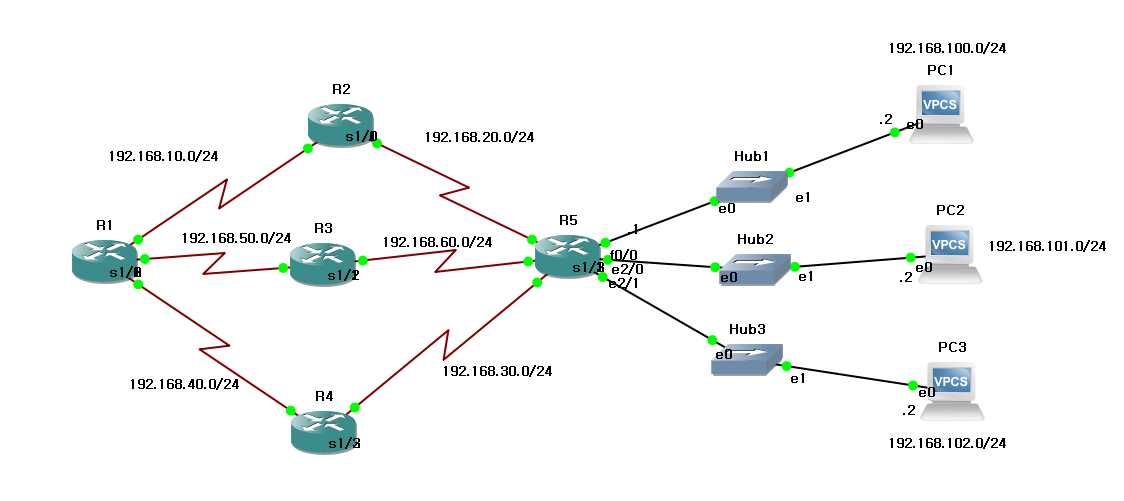 192.168.100.0/24
PC1
VPCS
.2
e0
R2
192.168.20.0/24
192.168.10.0/24
Hub1
e0
e1
R1
192.168.50.0/24
R3
192.168.60.0/24
R5
.1
f0/0
e2/0
e2/1
Hub2
e0
e1
PC2
VPCS
e0
.2
192.168.101.0/24
Hub3
e0
e1
PC3
VPCS
e0
.2
192.168.102.0/24
192.168.40.0/24
R4
192.168.30.0/24